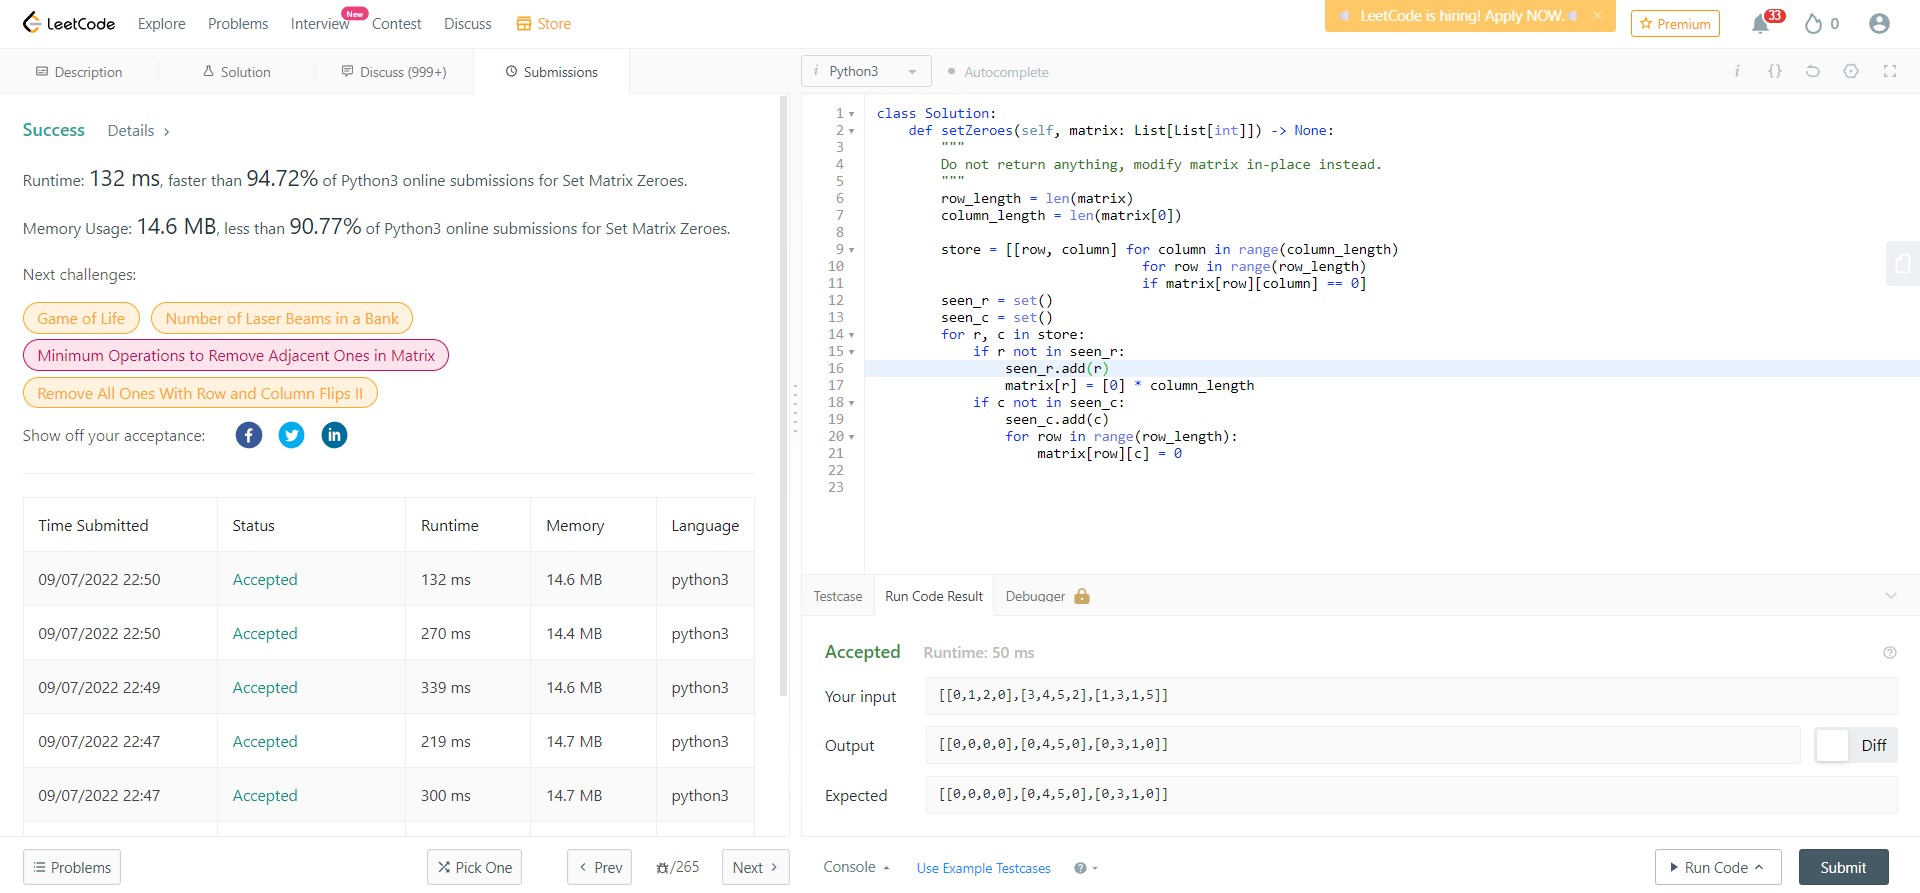 LeetCode Explore Problems Interview New Contest Discuss Store LeetCode is hiring! Apply NOW. Premium 33 0
Description Solution Discuss (999+) Submissions
Success Details
Runtime: 132 ms, faster than 94.72% of Python3 online submissions for Set Matrix Zeroes.
Memory Usage: 14.6 MB, less than 90.77% of Python3 online submissions for Set Matrix Zeroes.
Next challenges:
Game of Life Number of Laser Beams in a Bank
Minimum Operations to Remove Adjacent Ones in Matrix
Remove All Ones With Row and Column Flips II
Show off your acceptance:
Time Submitted Status Runtime Memory Language
09/07/2022 22:50 Accepted 132 ms 14.6 MB python3
09/07/2022 22:50 Accepted 270 ms 14.4 MB python3
09/07/2022 22:49 Accepted 339 ms 14.6 MB python3
09/07/2022 22:47 Accepted 219 ms 14.7 MB python3
09/07/2022 22:47 Accepted 300 ms 14.7 MB python3
Problems Pick One < Prev /265 Next >
i Python3 Autocomplete i {}
1 class Solution:
2     def setZeroes(self, matrix: List[List[int]]) -> None:
3         """
4         Do not return anything, modify matrix in-place instead.
5         """
6         row_length = len(matrix)
7         column_length = len(matrix[0])
8
9         store = [[row, column] for column in range(column_length)
10                                  for row in range(row_length)
11                                  if matrix[row][column] == 0]
12         seen_r = set()
13         seen_c = set()
14         for r, c in store:
15             if r not in seen_r:
16                 seen_r.add(r)
17                 matrix[r] = [0] * column_length
18             if c not in seen_c:
19                 seen_c.add(c)
20                 for row in range(row_length):
21                     matrix[row][c] = 0
22
23
Testcase Run Code Result Debugger
Accepted Runtime: 50 ms
Your input [[0,1,2,0],[3,4,5,2],[1,3,1,5]]
Output [[0,0,0,0],[0,4,5,0],[0,3,1,0]] Diff
Expected [[0,0,0,0],[0,4,5,0],[0,3,1,0]]
Console Use Example Testcases ? Run Code Submit